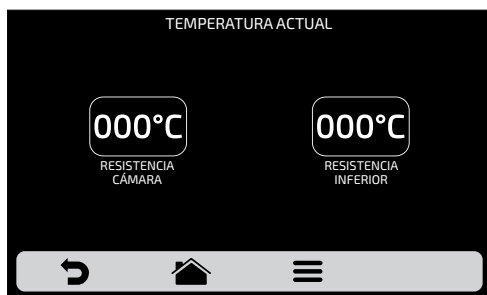 TEMPERATURA ACTUAL
000°C 000°C
RESISTENCIA CÁMARA
RESISTENCIA INFERIOR